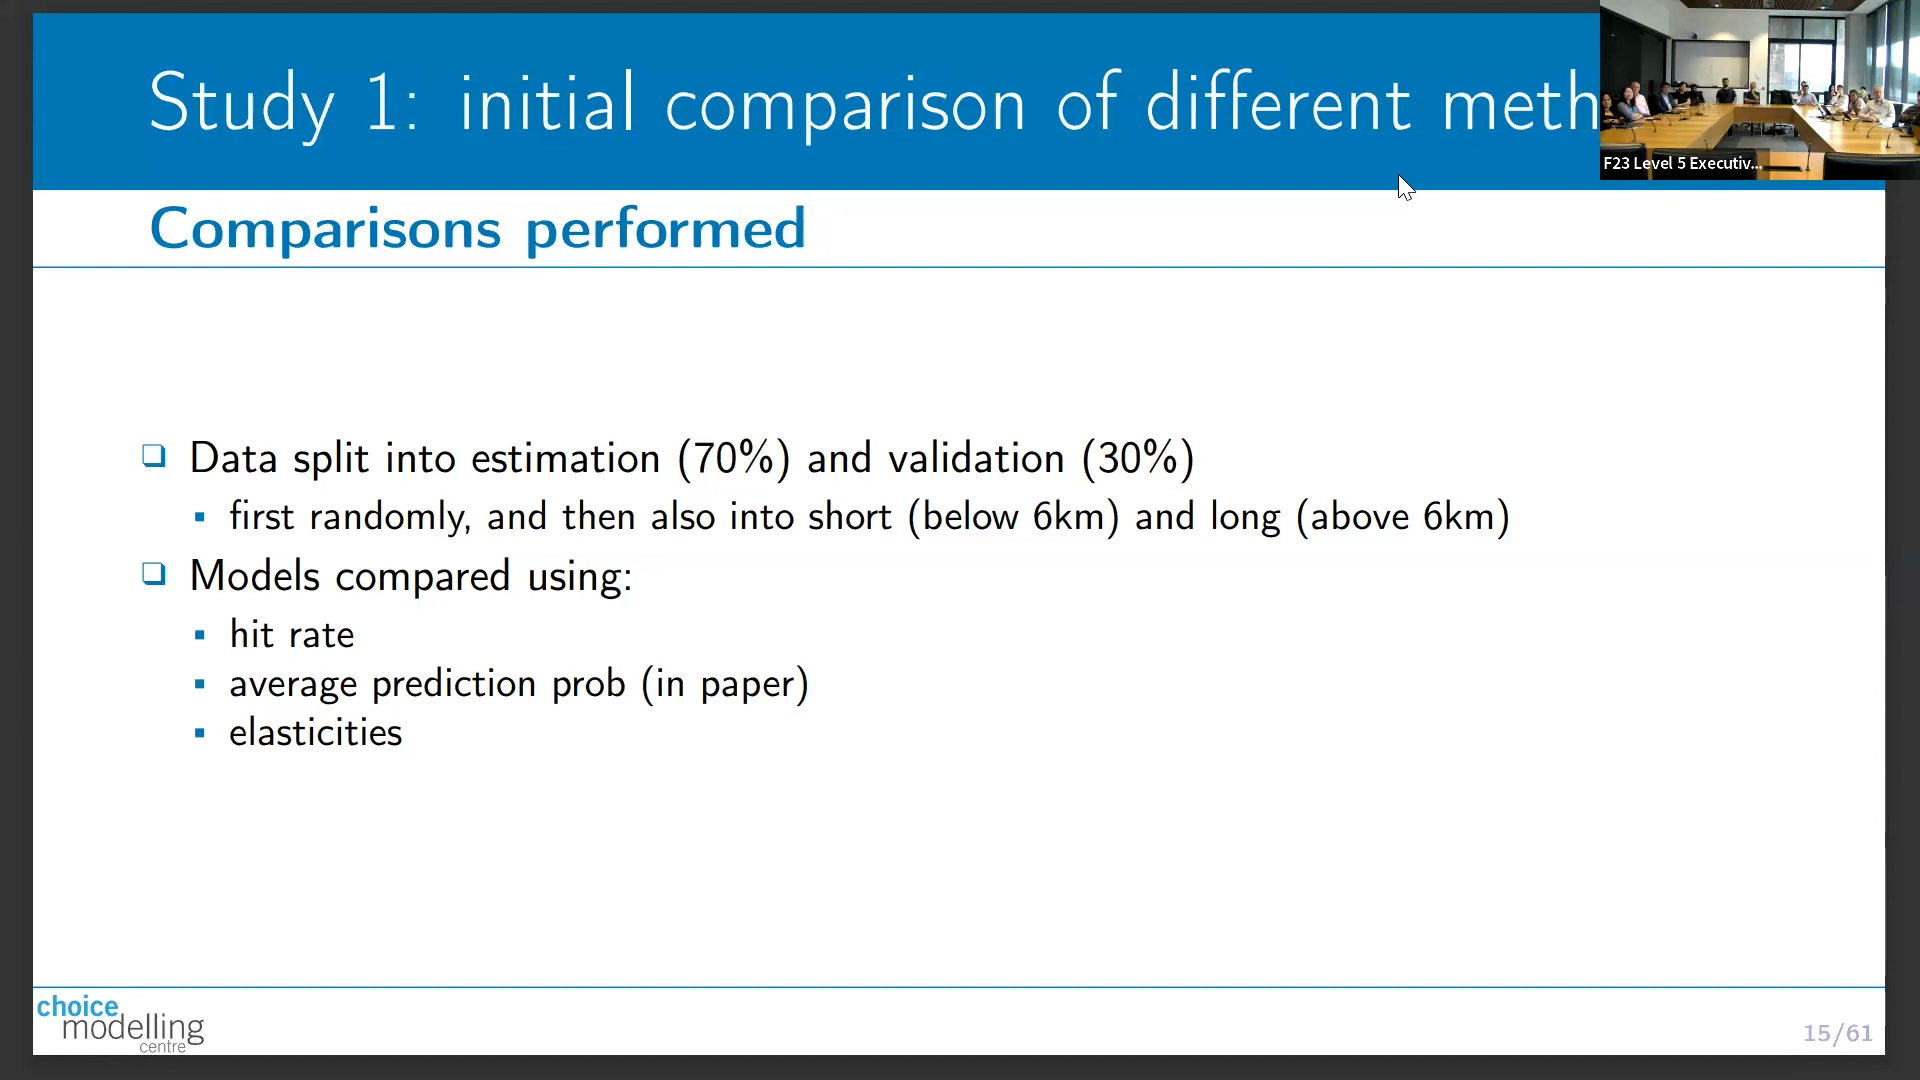 Study 1: initial comparison of different meth
F23 Level 5 Executiv...
Comparisons performed
❑ Data split into estimation (70%) and validation (30%)
▪ first randomly, and then also into short (below 6km) and long (above 6km)
❑ Models compared using:
▪ hit rate
▪ average prediction prob (in paper)
▪ elasticities
choice
modelling
centre
15/61